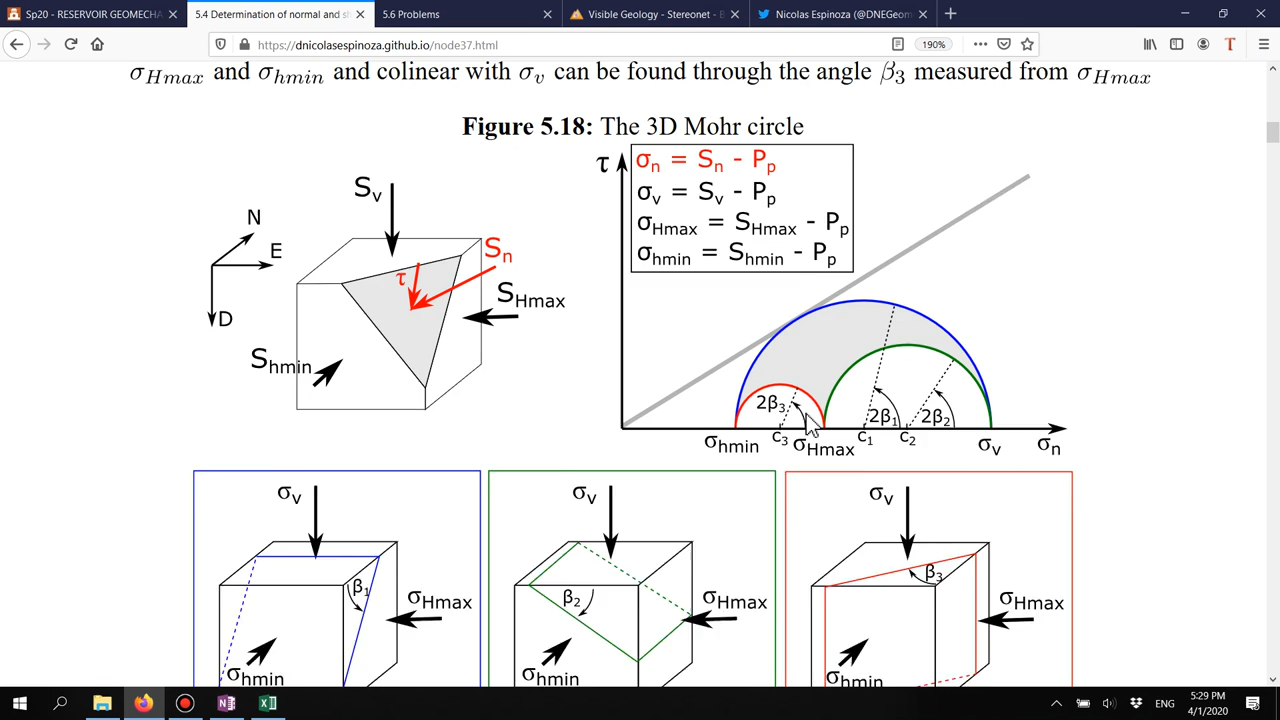 Sp20 - RESERVOIR GEOMECHA
5.4 Determination of normal and sh
5.6 Problems
Visible Geology - Stereonet - B
Nicolas Espinoza (@DNEGeom
https://dnicolasespinoza.github.io/node37.html
190%
σHmax and σhmin and colinear with σv can be found through the angle β3 measured from σHmax
Figure 5.18: The 3D Mohr circle
N
E
D
Sv
τ
Sn
SHmax
Shmin
τ
σn = Sn - Pp
σv = Sv - Pp
σHmax = SHmax - Pp
σhmin = Shmin - Pp
2β3
2β1
2β2
σhmin
c3
σHmax
c1
c2
σv
σn
σv
β1
σHmax
σhmin
σv
β2
σHmax
σhmin
σv
β3
σHmax
σhmin
ENG
5:29 PM
4/1/2020